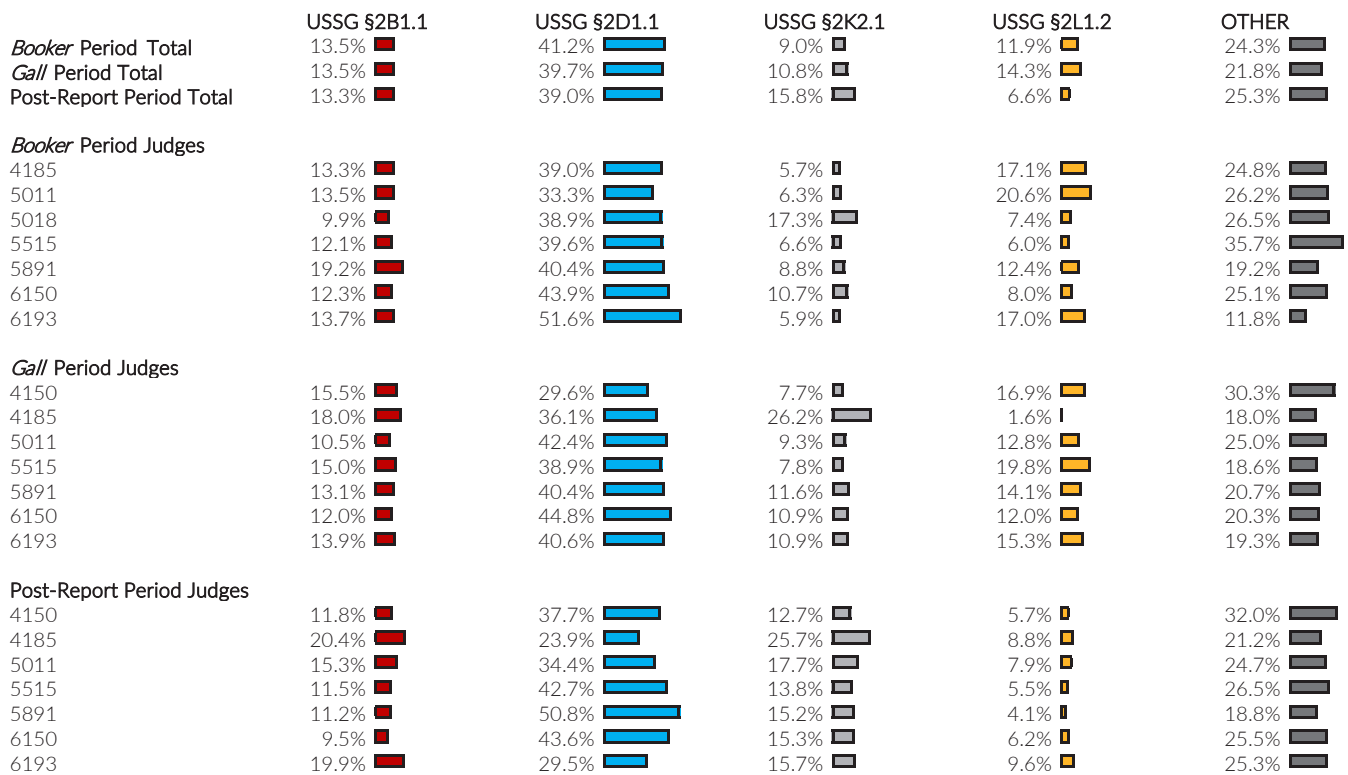 USSG §2B1.1 USSG §2D1.1 USSG §2K2.1 USSG §2L1.2 OTHER
Booker Period Total 13.5% 41.2% 9.0% 11.9% 24.3%
Gall Period Total 13.5% 39.7% 10.8% 14.3% 21.8%
Post-Report Period Total 13.3% 39.0% 15.8% 6.6% 25.3%
Booker Period Judges
4185 13.3% 39.0% 5.7% 17.1% 24.8%
5011 13.5% 33.3% 6.3% 20.6% 26.2%
5018 9.9% 38.9% 17.3% 7.4% 26.5%
5515 12.1% 39.6% 6.6% 6.0% 35.7%
5891 19.2% 40.4% 8.8% 12.4% 19.2%
6150 12.3% 43.9% 10.7% 8.0% 25.1%
6193 13.7% 51.6% 5.9% 17.0% 11.8%
Gall Period Judges
4150 15.5% 29.6% 7.7% 16.9% 30.3%
4185 18.0% 36.1% 26.2% 1.6% 18.0%
5011 10.5% 42.4% 9.3% 12.8% 25.0%
5515 15.0% 38.9% 7.8% 19.8% 18.6%
5891 13.1% 40.4% 11.6% 14.1% 20.7%
6150 12.0% 44.8% 10.9% 12.0% 20.3%
6193 13.9% 40.6% 10.9% 15.3% 19.3%
Post-Report Period Judges
4150 11.8% 37.7% 12.7% 5.7% 32.0%
4185 20.4% 23.9% 25.7% 8.8% 21.2%
5011 15.3% 34.4% 17.7% 7.9% 24.7%
5515 11.5% 42.7% 13.8% 5.5% 26.5%
5891 11.2% 50.8% 15.2% 4.1% 18.8%
6150 9.5% 43.6% 15.3% 6.2% 25.5%
6193 19.9% 29.5% 15.7% 9.6% 25.3%